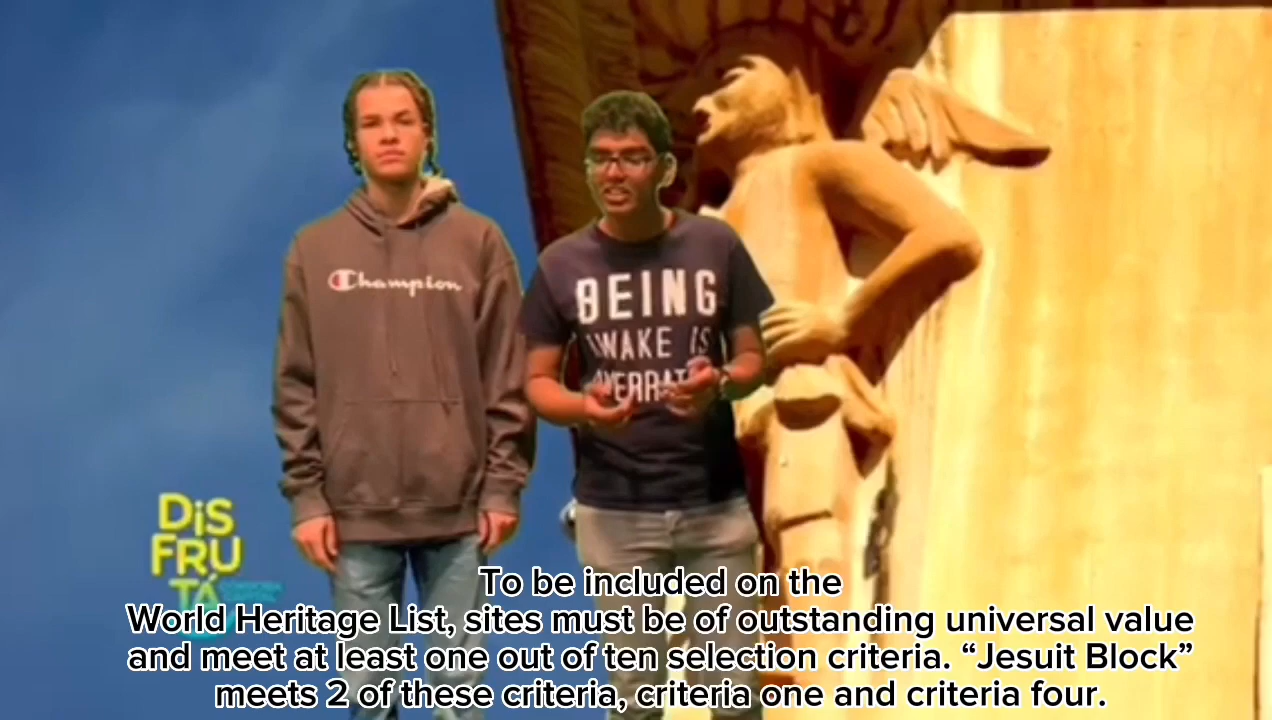 Champion
BEING
AWAKE IS
OVERRAT
DiS
FRU
TÁ
To be included on the
World Heritage List, sites must be of outstanding universal value
and meet at least one out of ten selection criteria. “Jesuit Block”
meets 2 of these criteria, criteria one and criteria four.